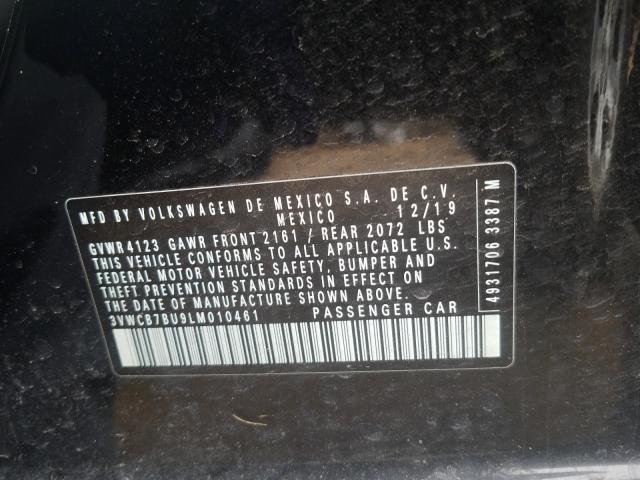 MFD BY VOLKSWAGEN DE MEXICO S.A. DE C.V.
MEXICO 12/19
GVWR4123 GAWR FRONT 2161 / REAR 2072 LBS
THIS VEHICLE CONFORMS TO ALL APPLICABLE U.S.
FEDERAL MOTOR VEHICLE SAFETY, BUMPER AND
THEFT PREVENTION STANDARDS IN EFFECT ON
THE DATE OF MANUFACTURE SHOWN ABOVE.
3VWCB7BU9LM010461 PASSENGER CAR
4931706 3387 M